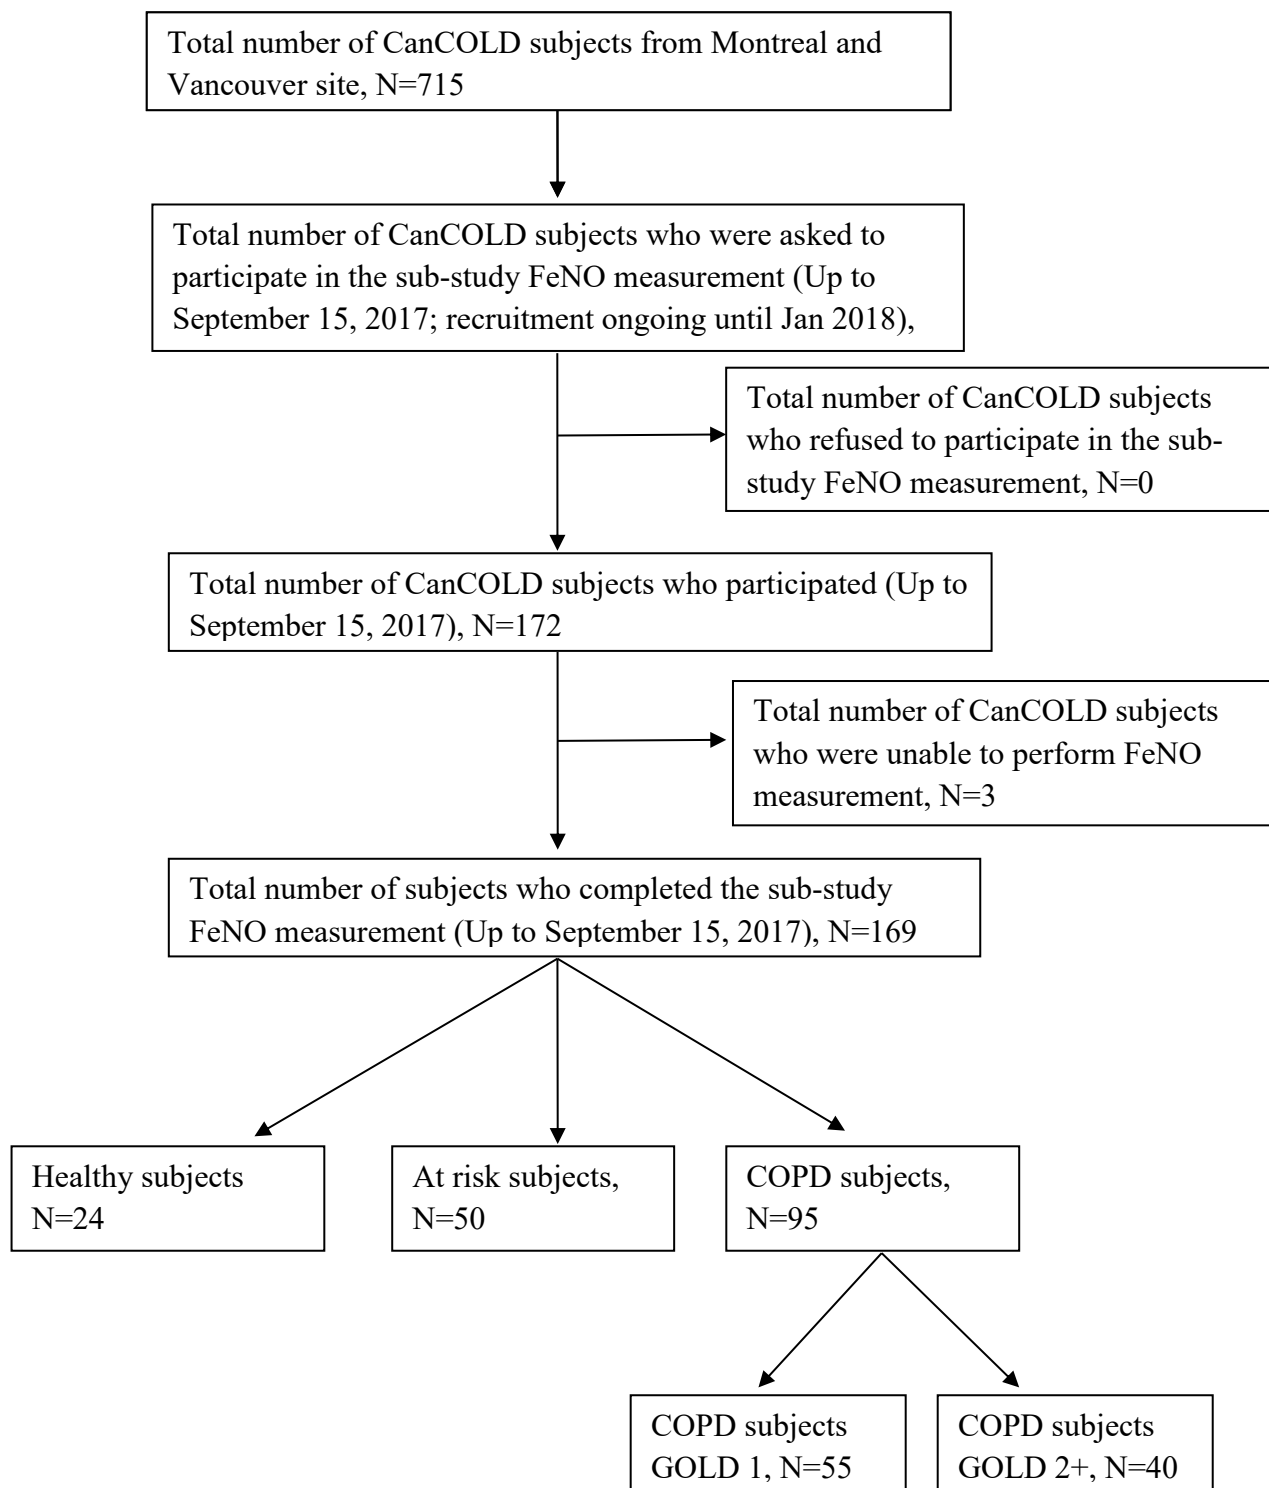 Total number of CanCOLD subjects from Montreal and
Vancouver site, N=715
Total number of CanCOLD subjects who were asked to
participate in the sub-study FeNO measurement (Up to
September 15, 2017; recruitment ongoing until Jan 2018),
Total number of CanCOLD subjects
who refused to participate in the sub-
study FeNO measurement, N=0
Total number of CanCOLD subjects who participated (Up to
September 15, 2017), N=172
Total number of CanCOLD subjects
who were unable to perform FeNO
measurement, N=3
Total number of subjects who completed the sub-study
FeNO measurement (Up to September 15, 2017), N=169
Healthy subjects
N=24
At risk subjects,
N=50
COPD subjects,
N=95
COPD subjects
GOLD 1, N=55
COPD subjects
GOLD 2+, N=40